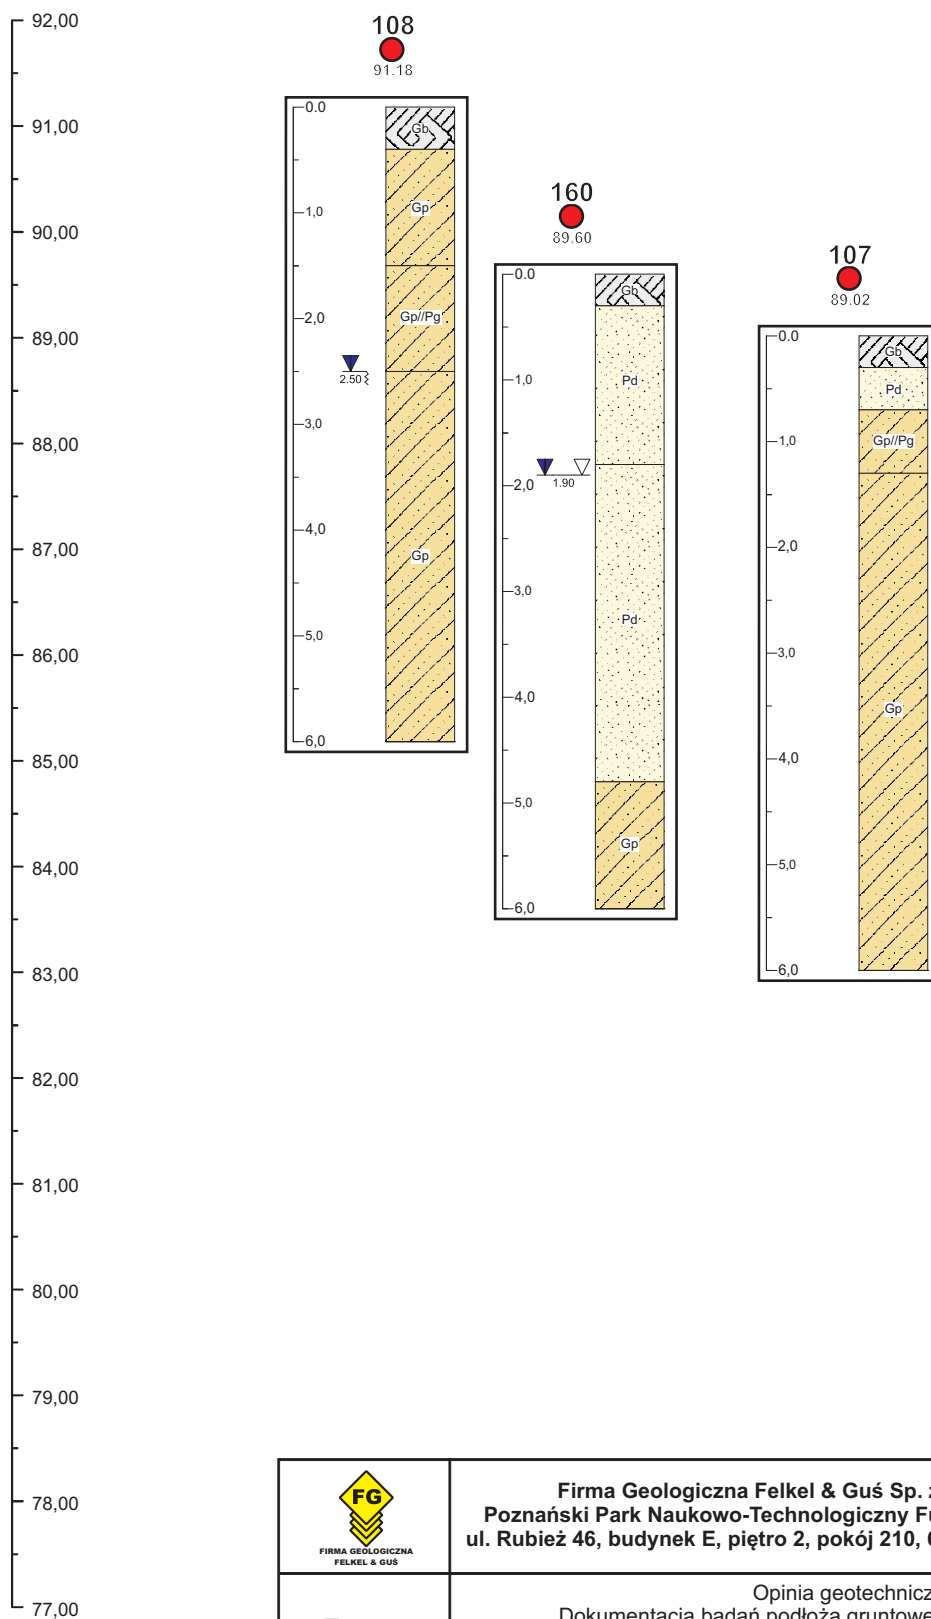 92,00
91,00
90,00
89,00
88,00
87,00
86,00
85,00
84,00
83,00
82,00
81,00
80,00
79,00
78,00
77,00
108
91.18
0.0
1,0
2,0
3,0
4,0
5,0
6,0
Gb
Gp
Gp//Pg
Gp
2.50
160
89.60
0.0
1,0
2,0
3,0
4,0
5,0
6,0
Gb
Pd
Pd
Gp
1.90
107
89.02
0.0
1,0
2,0
3,0
4,0
5,0
6,0
Gb
Pd
Gp//Pg
Gp
FG
FIRMA GEOLOGICZNA
FELKEL & GUŚ
Firma Geologiczna Felkel & Guś Sp.
Poznański Park Naukowo-Technologiczny
ul. Rubież 46, budynek E, piętro 2, pokój 210,
Opinia geotechnicz
Dokumentacja badań podłoża gruntowe